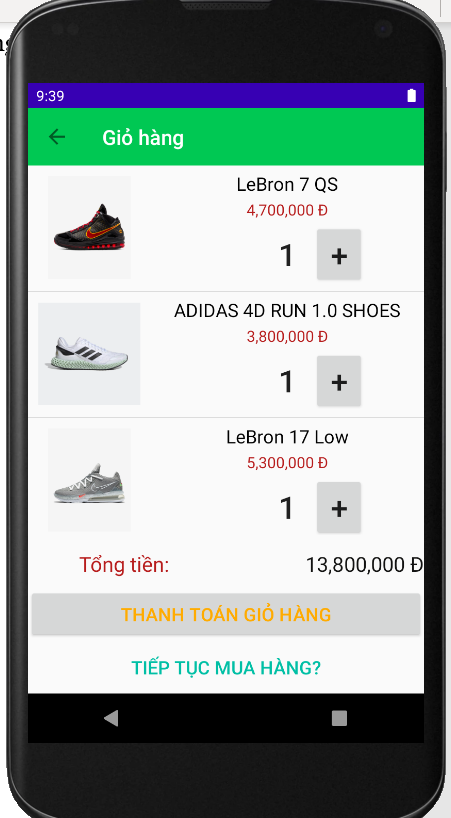 9:39
Giỏ hàng
LeBron 7 QS
4,700,000 Đ
1 +
ADIDAS 4D RUN 1.0 SHOES
3,800,000 Đ
1 +
LeBron 17 Low
5,300,000 Đ
1 +
Tổng tiền: 13,800,000 Đ
THANH TOÁN GIỎ HÀNG
TIẾP TỤC MUA HÀNG?